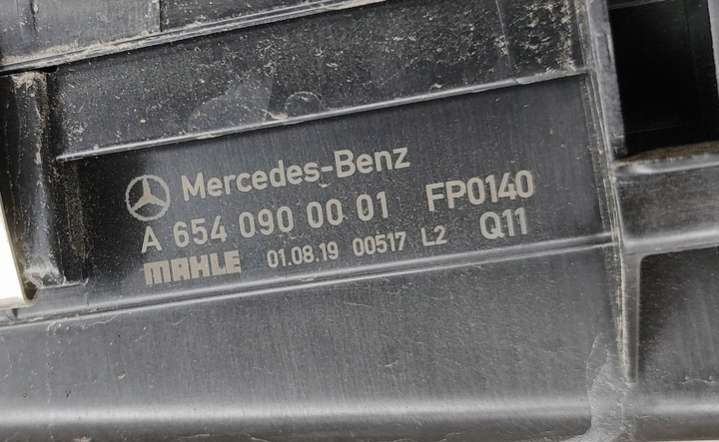 Mercedes-Benz
A 654 090 00 01 FP0140
MAHLE 01.08.19 00517 L2 Q11